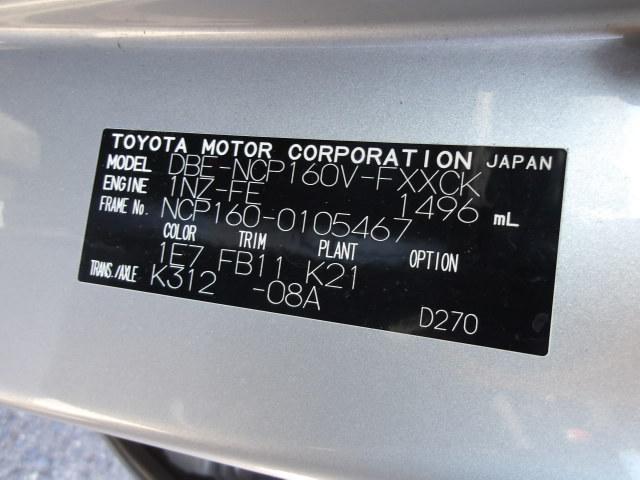 TOYOTA MOTOR CORPORATION JAPAN
MODEL DBE-NCP160V-FXXCK
ENGINE 1NZ-FE 1496 mL
FRAME No. NCP160-0105467
COLOR TRIM PLANT OPTION
1E7 FB11 K21
TRANS./AXLE K312 -08A
D270